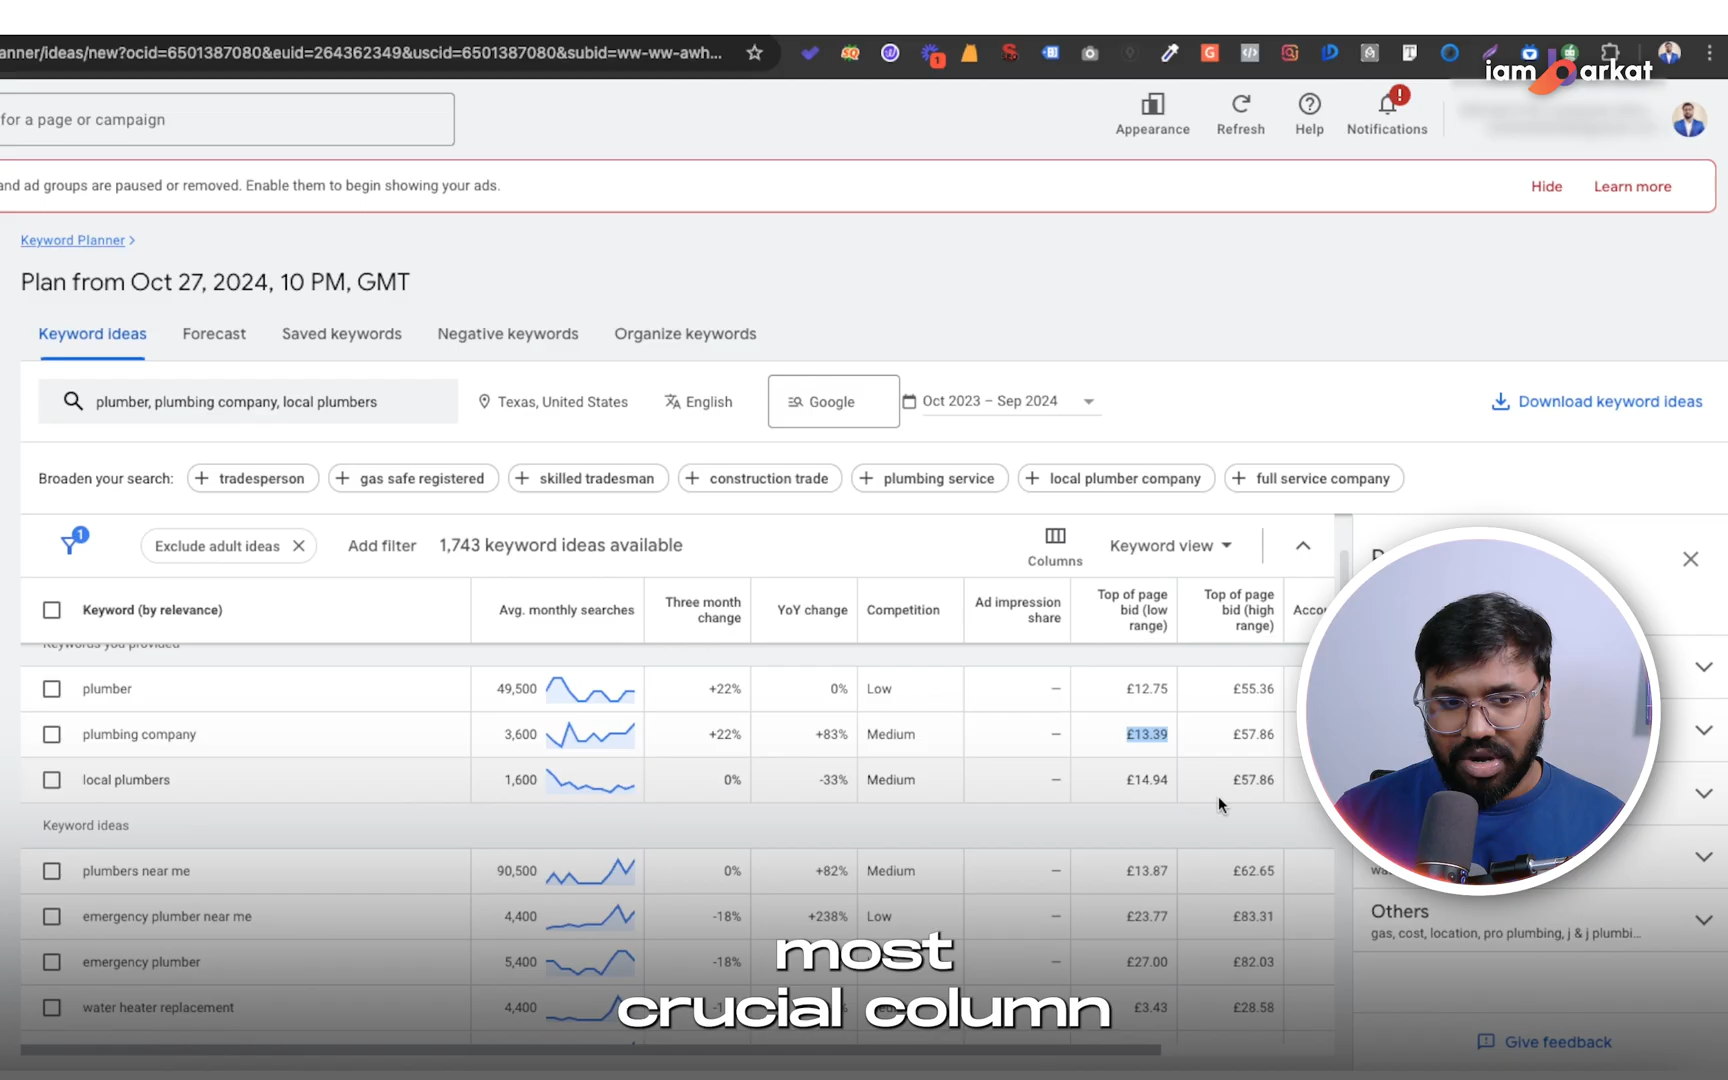 anner/ideas/new?ocid=6501387080&euid=264362349&uscid=6501387080&subid=ww-ww-awh...
iam parkat
for a page or campaign
Appearance
Refresh
Help
Notifications
and ad groups are paused or removed. Enable them to begin showing your ads.
Hide
Learn more
Keyword Planner >
Plan from Oct 27, 2024, 10 PM, GMT
Keyword ideas
Forecast
Saved keywords
Negative keywords
Organize keywords
plumber, plumbing company, local plumbers
Texas, United States
English
Google
Oct 2023 – Sep 2024
Download keyword ideas
Broaden your search:
+ tradesperson
+ gas safe registered
+ skilled tradesman
+ construction trade
+ plumbing service
+ local plumber company
+ full service company
1
Exclude adult ideas
Add filter
1,743 keyword ideas available
Columns
Keyword view
Keyword (by relevance)
Avg. monthly searches
Three month change
YoY change
Competition
Ad impression share
Top of page bid (low range)
Top of page bid (high range)
Accou
Keywords you provided
plumber 49,500 +22% 0% Low – £12.75 £55.36
plumbing company 3,600 +22% +83% Medium – £13.39 £57.86
local plumbers 1,600 0% -33% Medium – £14.94 £57.86
Keyword ideas
plumbers near me 90,500 0% +82% Medium – £13.87 £62.65
emergency plumber near me 4,400 -18% +238% Low – £23.77 £83.31
emergency plumber 5,400 -18% – £27.00 £82.03
water heater replacement 4,400 – £3.43 £28.58
most
crucial column
Others
gas, cost, location, pro plumbing, j & j plumbi...
Give feedback